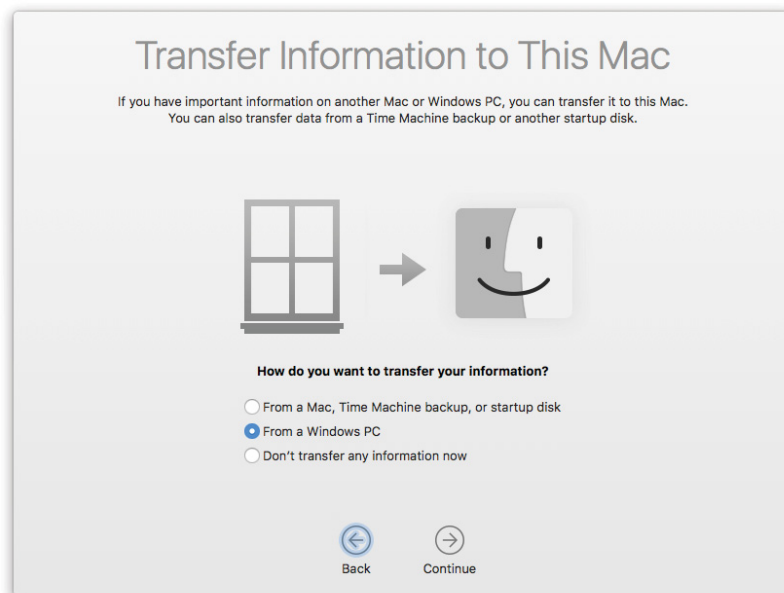 Transfer Information to This Mac
If you have important information on another Mac or Windows PC, you can transfer it to this Mac.
You can also transfer data from a Time Machine backup or another startup disk.
How do you want to transfer your information?
From a Mac, Time Machine backup, or startup disk
From a Windows PC
Don't transfer any information now
Back
Continue